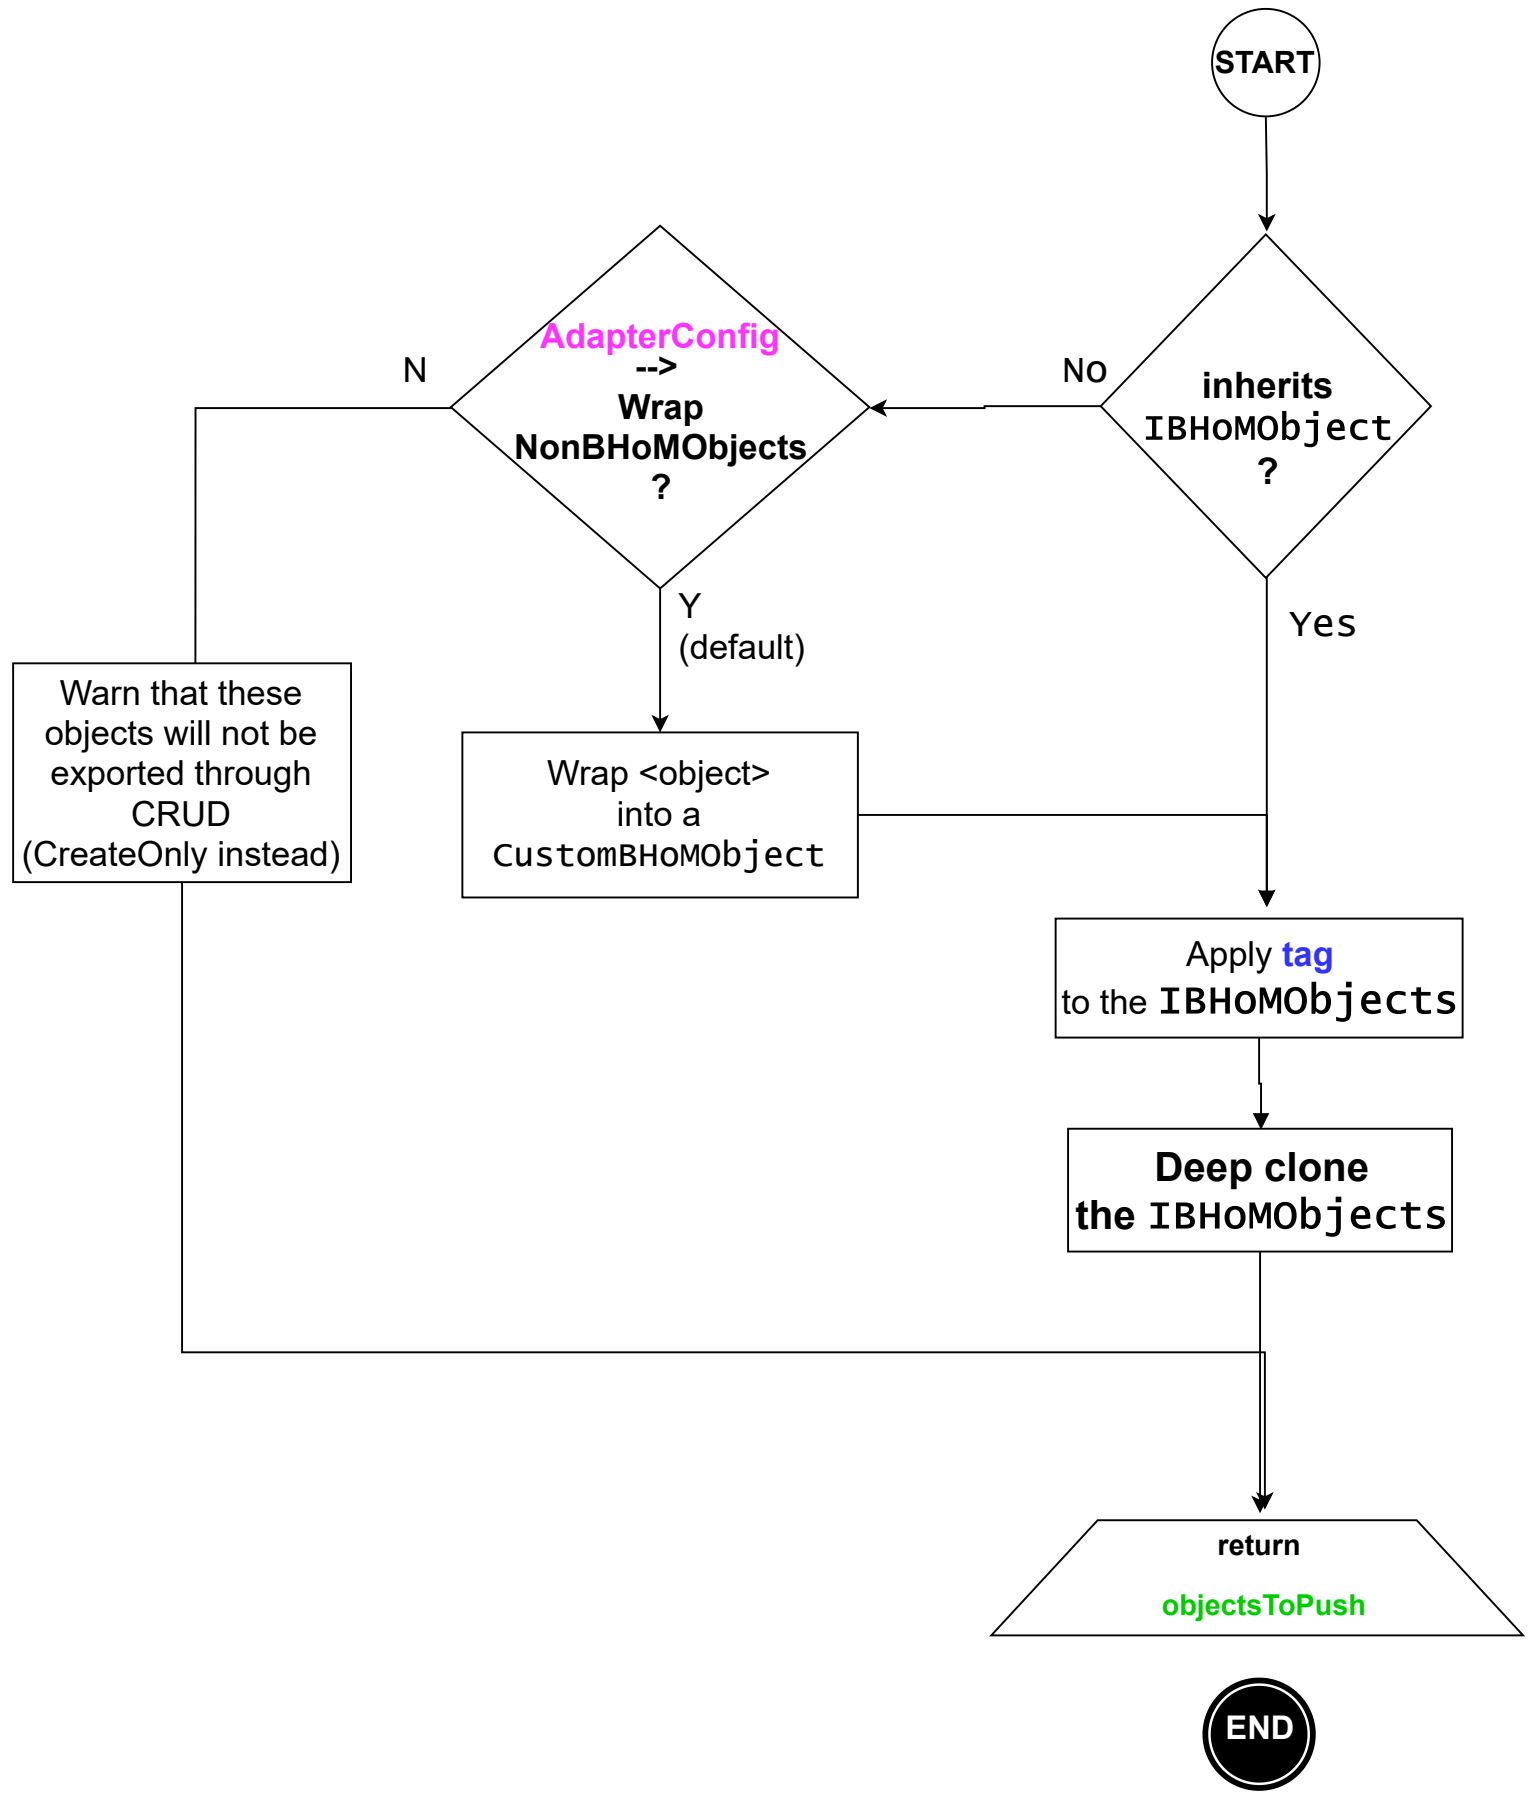 START
AdapterConfig
-->
Wrap
NonBHoMObjects
?
N
No
inherits
IBHoMObject
?
Y
(default)
Yes
Warn that these
objects will not be
exported through
CRUD
(CreateOnly instead)
Wrap <object>
into a
CustomBHoMObject
Apply tag
to the IBHoMObjects
Deep clone
the IBHoMObjects
return
objectsToPush
END